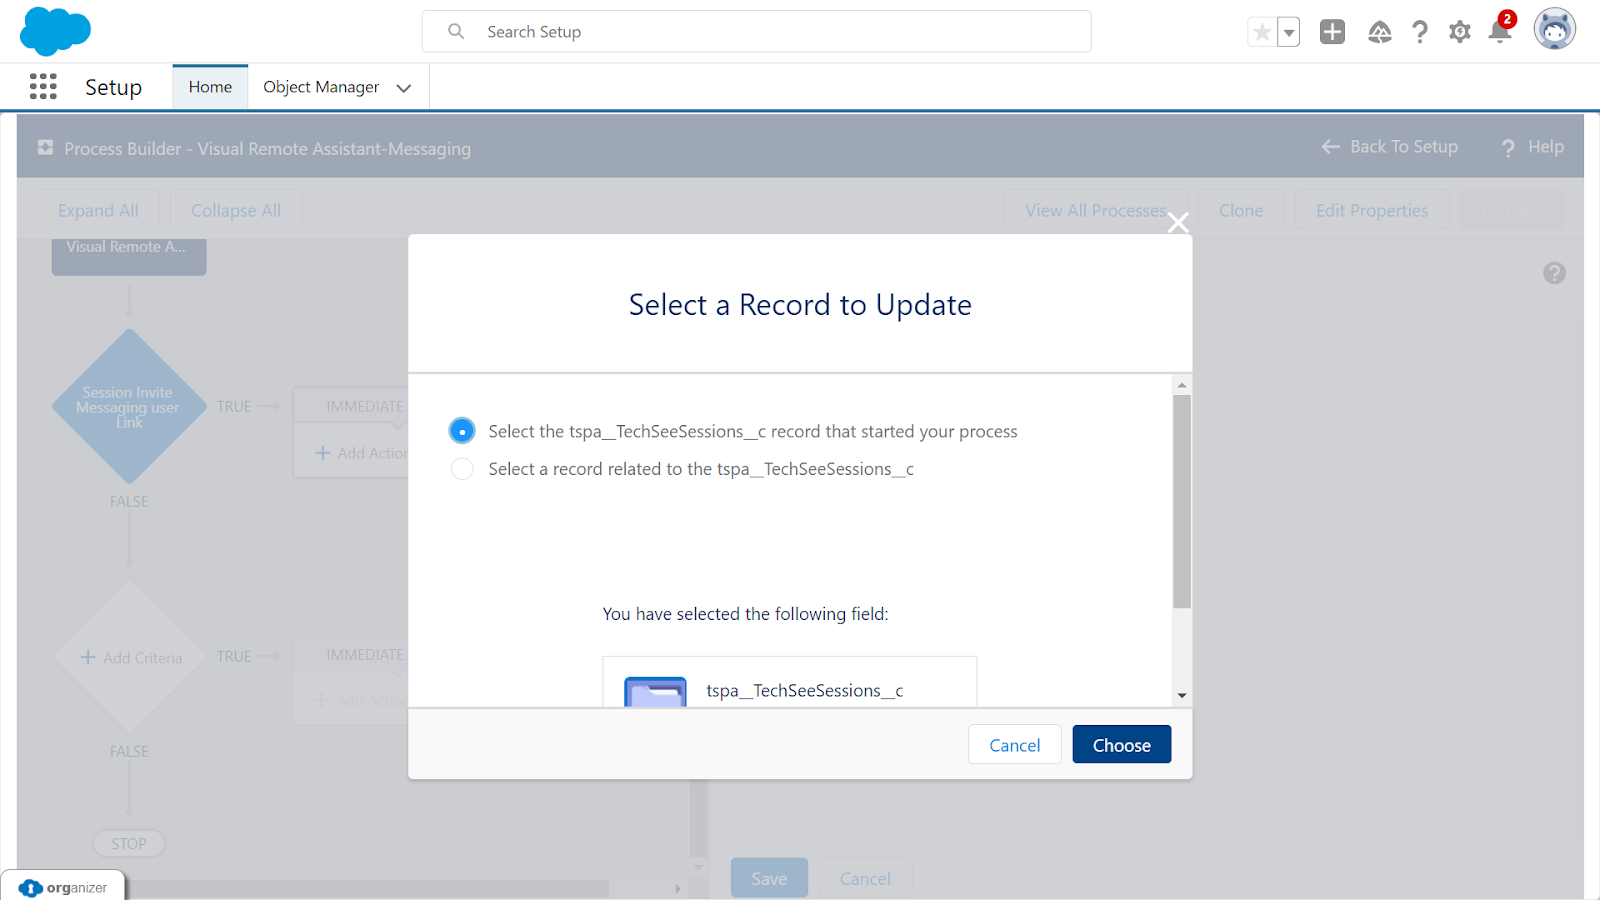 Search Setup
2
Setup
Home
Object Manager
Process Builder - Visual Remote Assistant-Messaging
Back To Setup
? Help
Expand All
Collapse All
View All Processes
Clone
Edit Properties
Activate
Visual Remote A...
Select a Record to Update
Session Invite
Messaging user
Link
TRUE
IMMEDIATE
+ Add Action
FALSE
Select the tspa__TechSeeSessions__c record that started your process
Select a record related to the tspa__TechSeeSessions__c
You have selected the following field:
tspa__TechSeeSessions__c
+ Add Criteria
TRUE
IMMEDIATE
+ Add Action
FALSE
Cancel
Choose
STOP
Save
Cancel
organizer